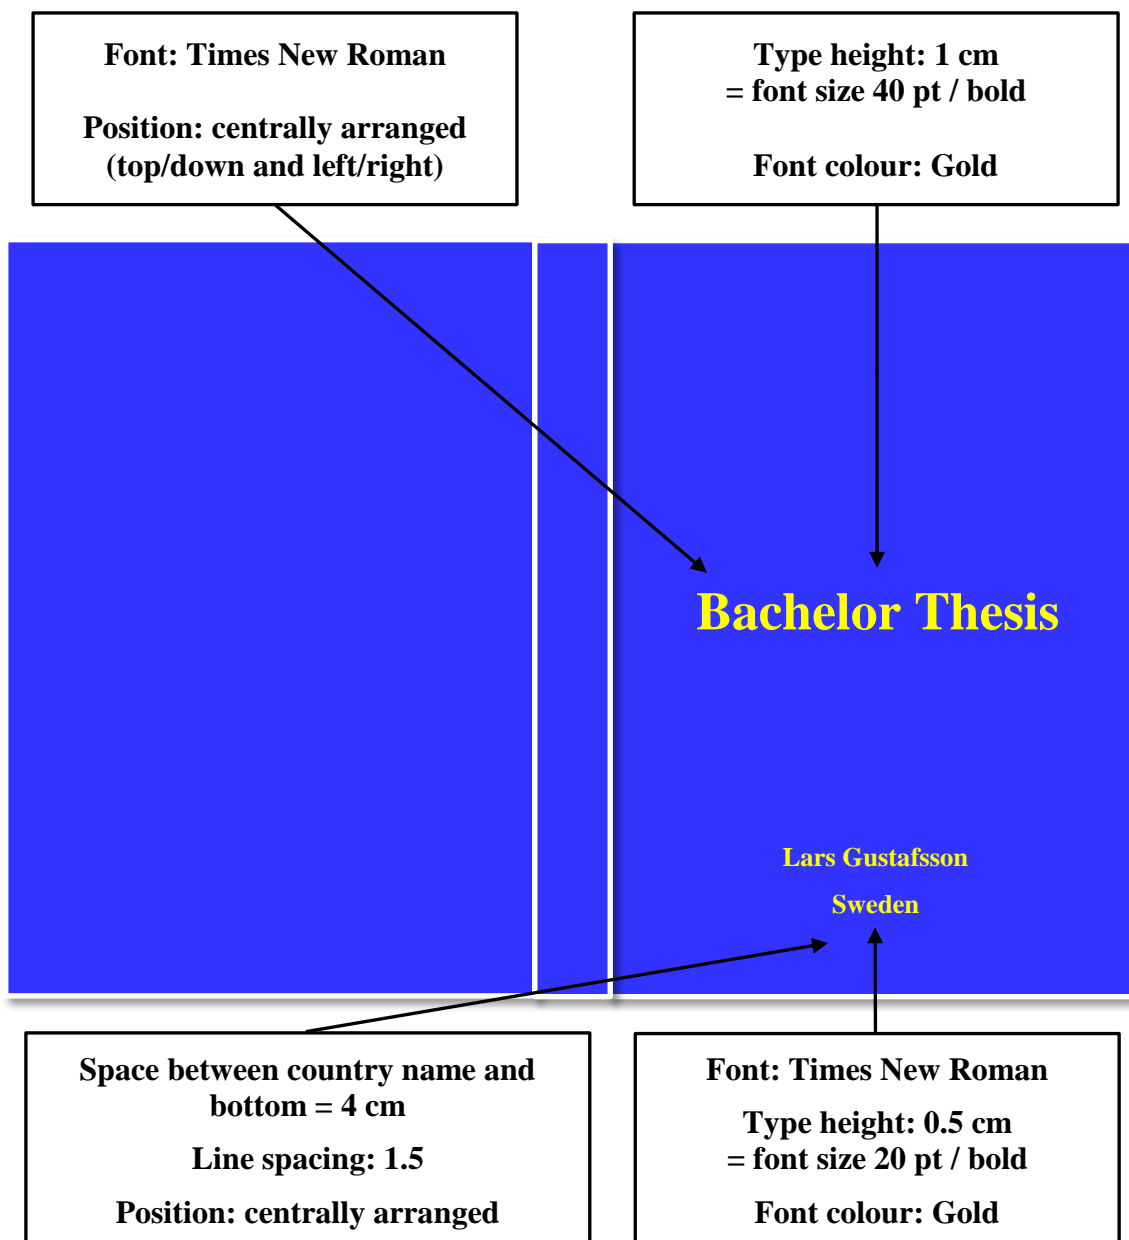 Font: Times New Roman
Position: centrally arranged
(top/down and left/right)
Type height: 1 cm
= font size 40 pt / bold
Font colour: Gold
Bachelor Thesis
Lars Gustafsson
Sweden
Space between country name and
bottom = 4 cm
Line spacing: 1.5
Position: centrally arranged
Font: Times New Roman
Type height: 0.5 cm
= font size 20 pt / bold
Font colour: Gold